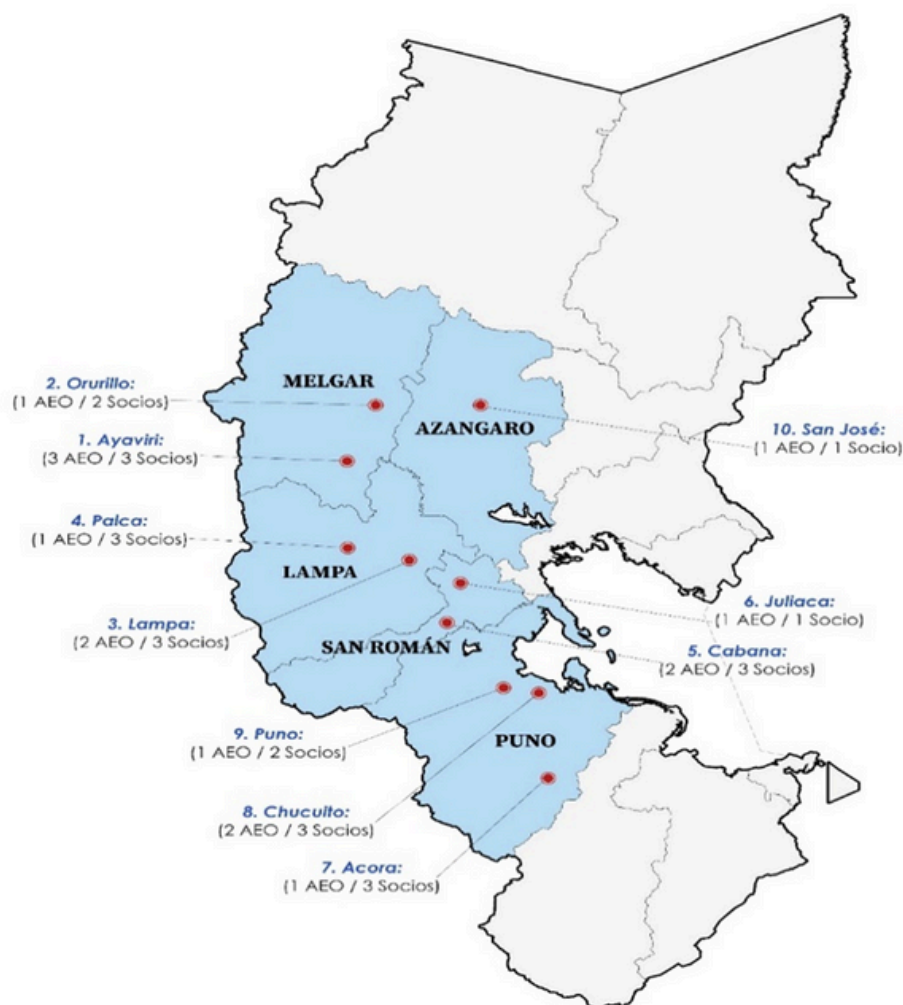 MELGAR
2. Orurillo:
(1 AEO / 2 Socios)
AZANGARO
10. San José:
(1 AEO / 1 Socio)
1. Ayaviri:
(3 AEO / 3 Socios)
4. Palca:
(1 AEO / 3 Socios)
LAMPA
6. Juliaca:
(1 AEO / 1 Socio)
3. Lampa:
(2 AEO / 3 Socios)
SAN ROMÁN
5. Cabana:
(2 AEO / 3 Socios)
9. Puno:
(1 AEO / 2 Socios)
PUNO
8. Chucuito:
(2 AEO / 3 Socios)
7. Acora:
(1 AEO / 3 Socios)